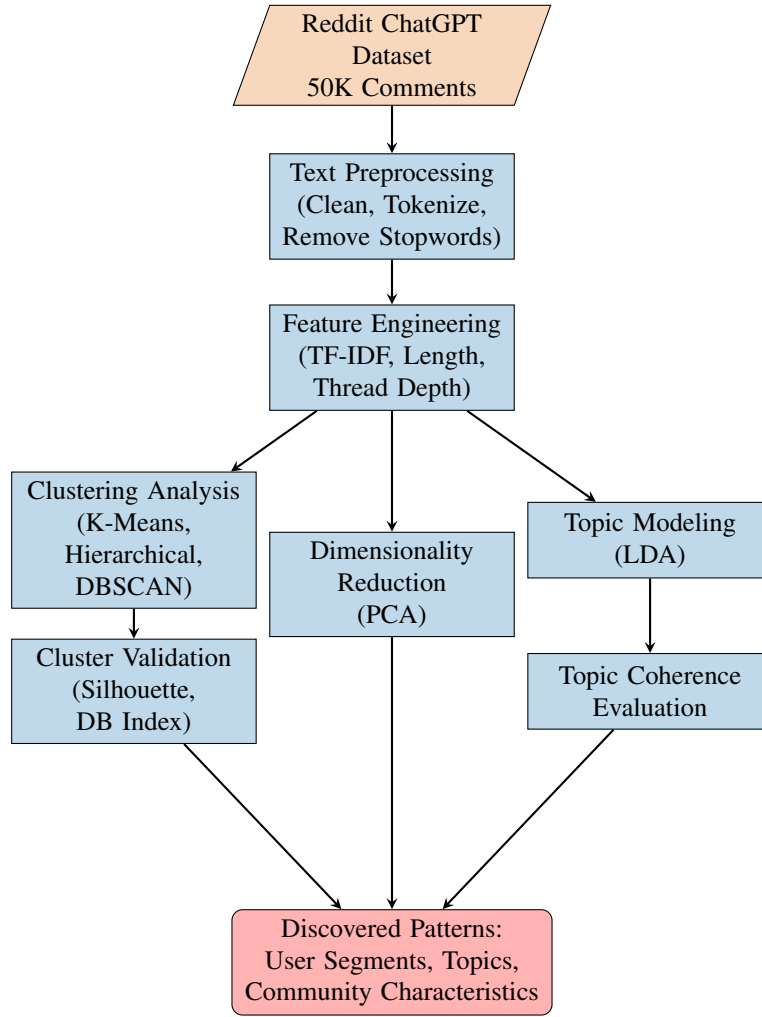 Reddit ChatGPT
Dataset
50K Comments
Text Preprocessing
(Clean, Tokenize,
Remove Stopwords)
Feature Engineering
(TF-IDF, Length,
Thread Depth)
Clustering Analysis
(K-Means,
Hierarchical,
DBSCAN)
Dimensionality
Reduction
(PCA)
Topic Modeling
(LDA)
Cluster Validation
(Silhouette,
DB Index)
Topic Coherence
Evaluation
Discovered Patterns:
User Segments, Topics,
Community Characteristics